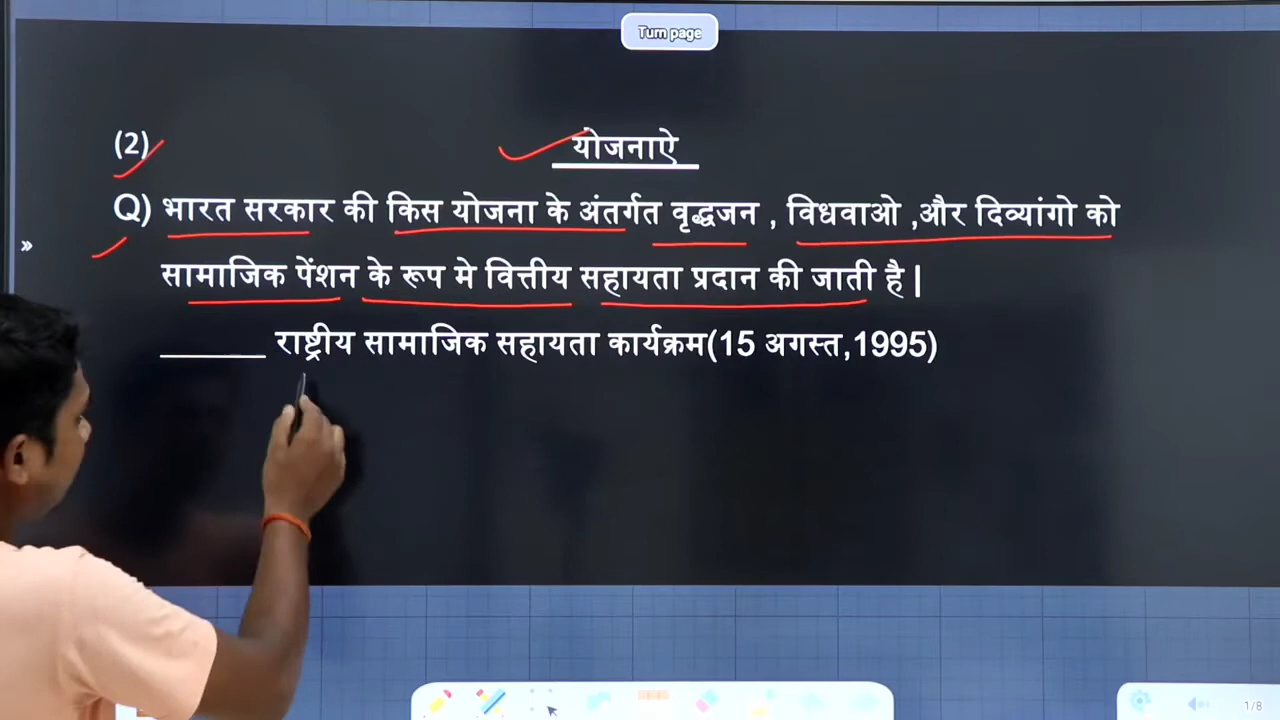 Turn page
(2)
योजनाऐ
Q) भारत सरकार की किस योजना के अंतर्गत वृद्धजन , विधवाओ ,और दिव्यांगो को
सामाजिक पेंशन के रूप मे वित्तीय सहायता प्रदान की जाती है |
________ राष्ट्रीय सामाजिक सहायता कार्यक्रम(15 अगस्त,1995)
1/8